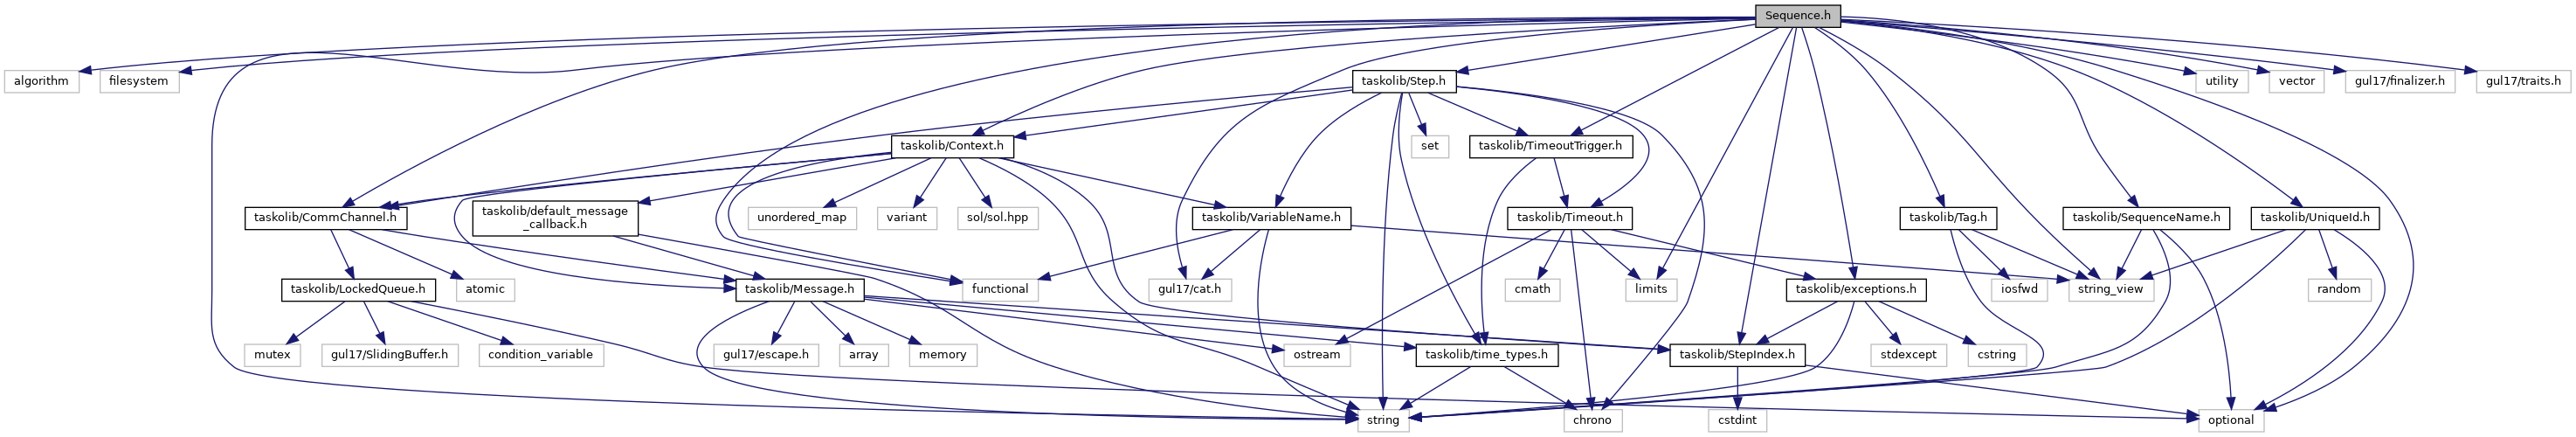 Sequence.h
algorithm
filesystem
taskolib/Step.h
utility
vector
gul17/finalizer.h
gul17/traits.h
taskolib/Context.h
set
taskolib/TimeoutTrigger.h
taskolib/CommChannel.h
taskolib/default_message
_callback.h
unordered_map
variant
sol/sol.hpp
taskolib/VariableName.h
taskolib/Timeout.h
taskolib/Tag.h
taskolib/SequenceName.h
taskolib/UniqueId.h
taskolib/LockedQueue.h
atomic
taskolib/Message.h
functional
gul17/cat.h
cmath
limits
taskolib/exceptions.h
iosfwd
string_view
random
mutex
gul17/SlidingBuffer.h
condition_variable
gul17/escape.h
array
memory
ostream
taskolib/time_types.h
taskolib/StepIndex.h
stdexcept
cstring
string
chrono
cstdint
optional